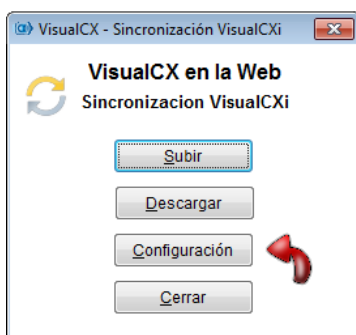 VisualCX - Sincronización VisualCXi
VisualCX en la Web
Sincronizacion VisualCXi
Subir
Descargar
Configuración
Cerrar